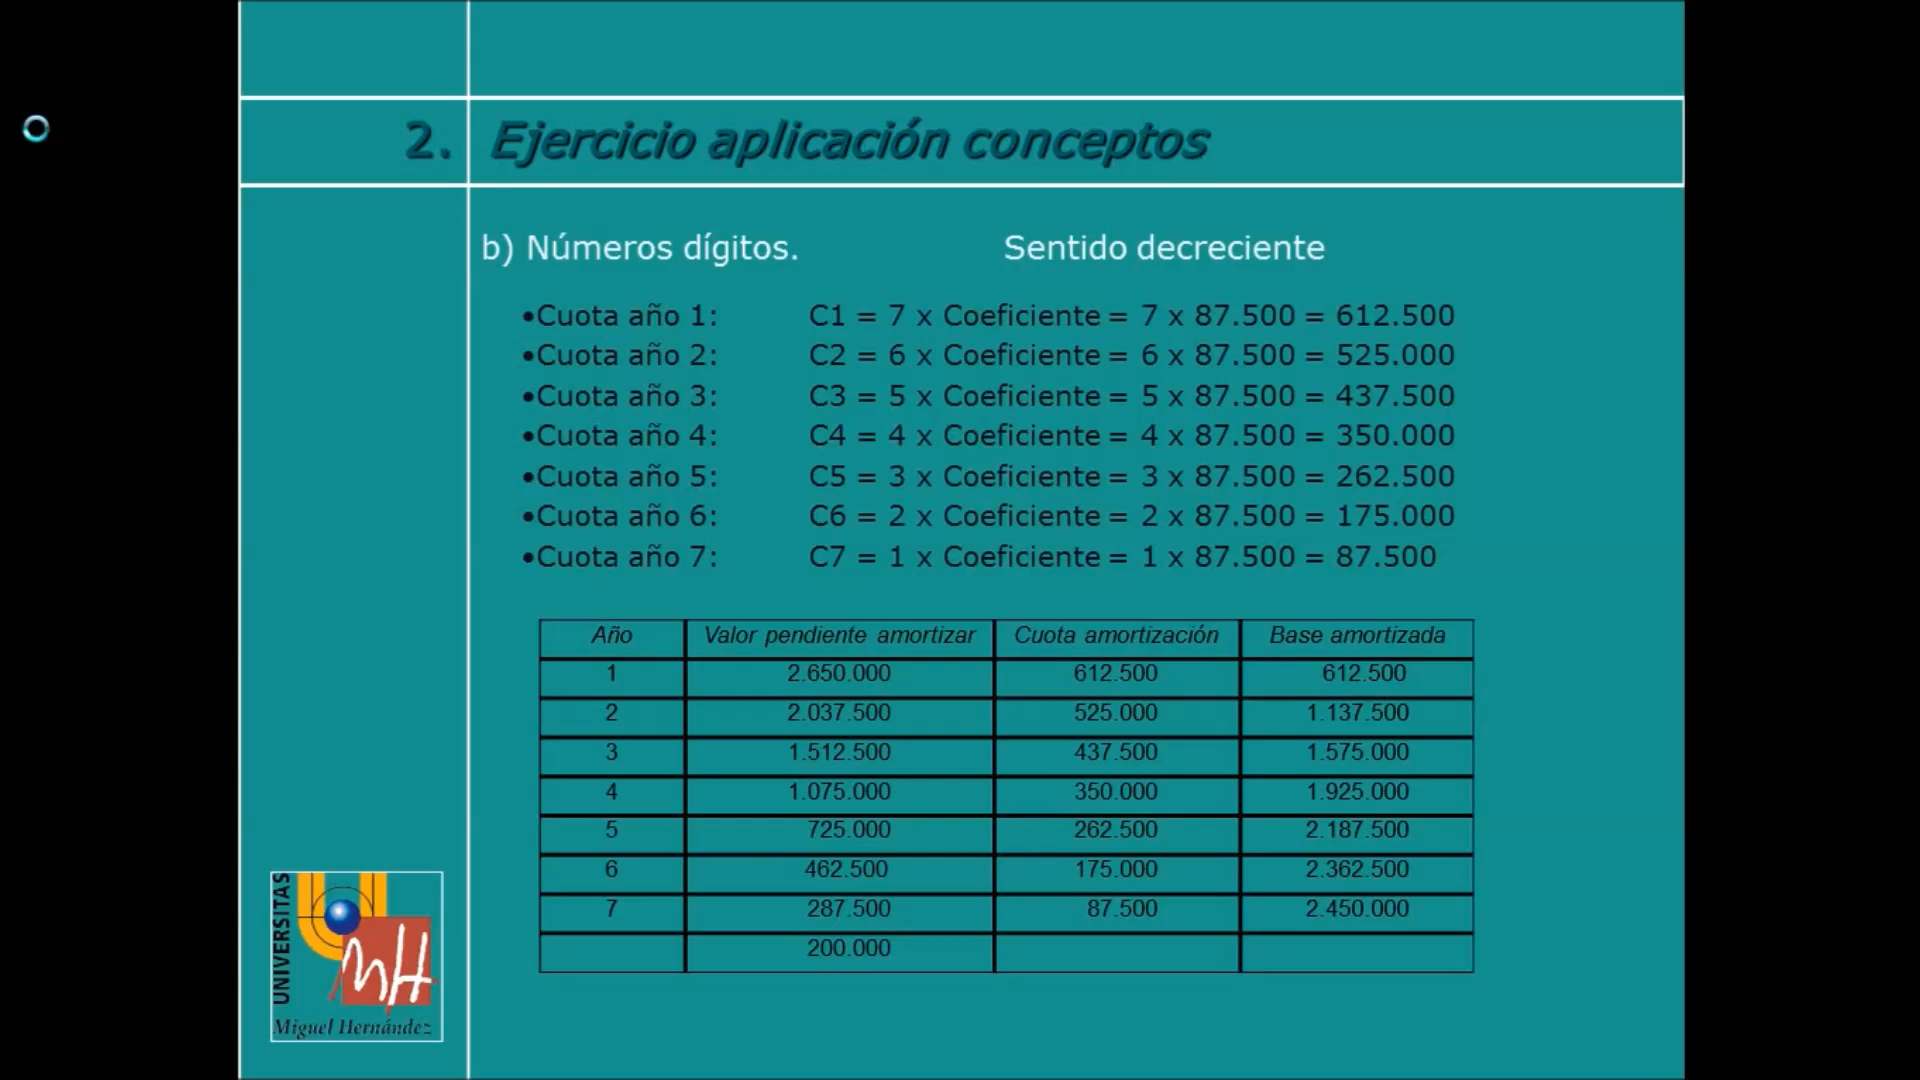 2. Ejercicio aplicación conceptos
b) Números dígitos. Sentido decreciente
•Cuota año 1: C1 = 7 x Coeficiente = 7 x 87.500 = 612.500
•Cuota año 2: C2 = 6 x Coeficiente = 6 x 87.500 = 525.000
•Cuota año 3: C3 = 5 x Coeficiente = 5 x 87.500 = 437.500
•Cuota año 4: C4 = 4 x Coeficiente = 4 x 87.500 = 350.000
•Cuota año 5: C5 = 3 x Coeficiente = 3 x 87.500 = 262.500
•Cuota año 6: C6 = 2 x Coeficiente = 2 x 87.500 = 175.000
•Cuota año 7: C7 = 1 x Coeficiente = 1 x 87.500 = 87.500
Año Valor pendiente amortizar Cuota amortización Base amortizada
1 2.650.000 612.500 612.500
2 2.037.500 525.000 1.137.500
3 1.512.500 437.500 1.575.000
4 1.075.000 350.000 1.925.000
5 725.000 262.500 2.187.500
6 462.500 175.000 2.362.500
7 287.500 87.500 2.450.000
200.000
UNIVERSITAS
MH
Miguel Hernández